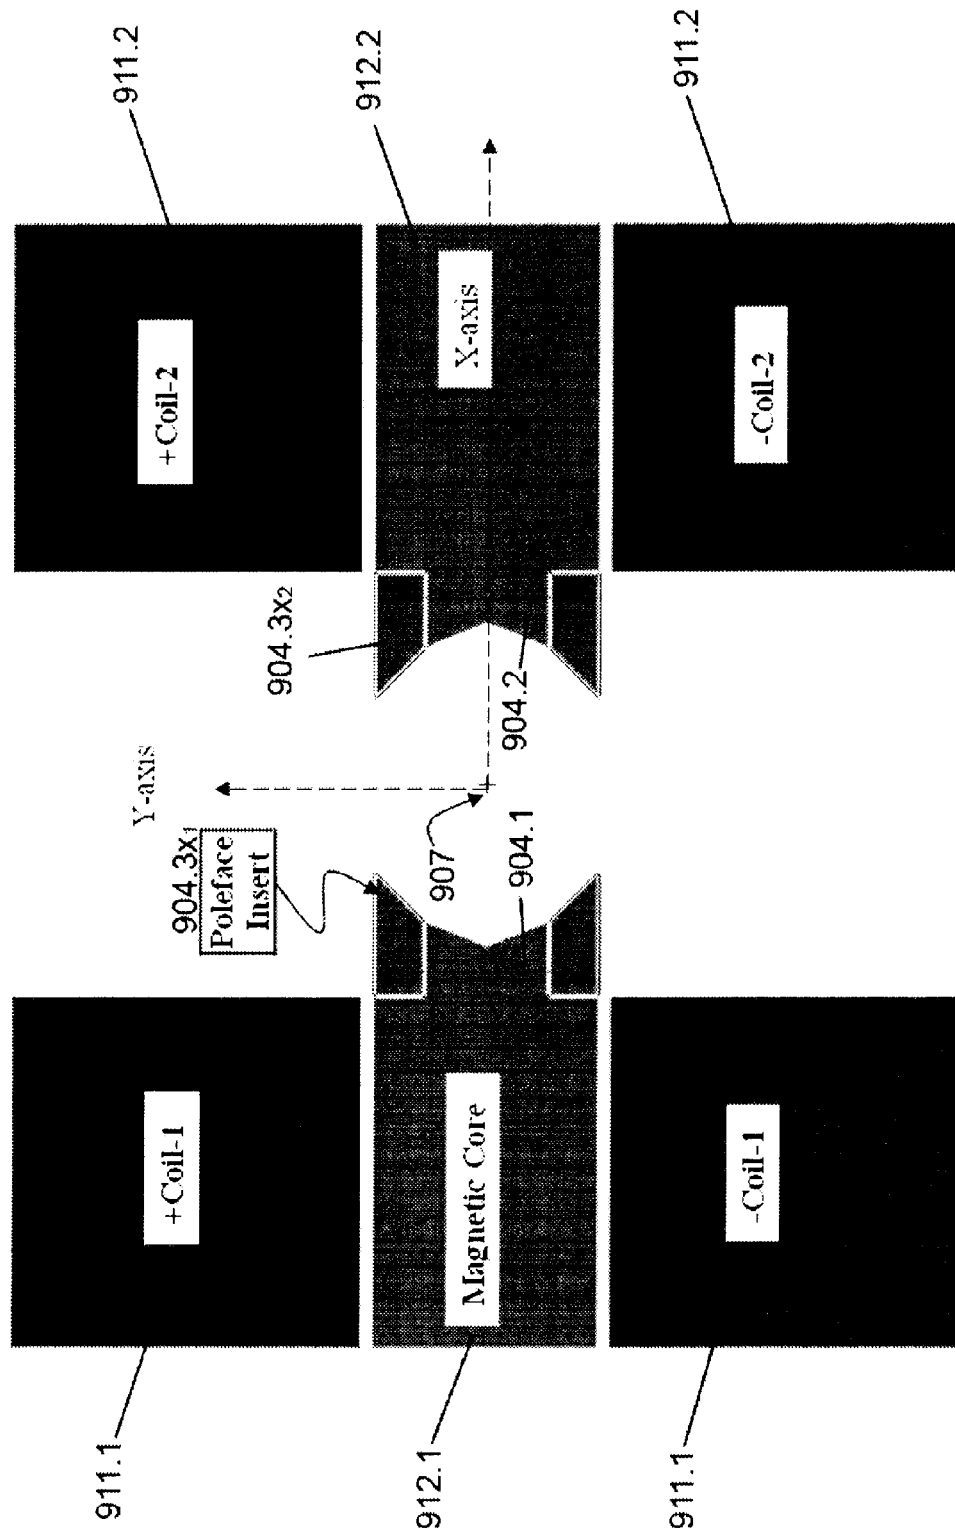 911.1
912.1
911.1
+Coil-1
Magnetic Core
-Coil-1
904.3x1
Poleface
Insert
Y-axis
907
904.1
904.3x2
904.2
+Coil-2
X-axis
-Coil-2
911.2
912.2
911.2